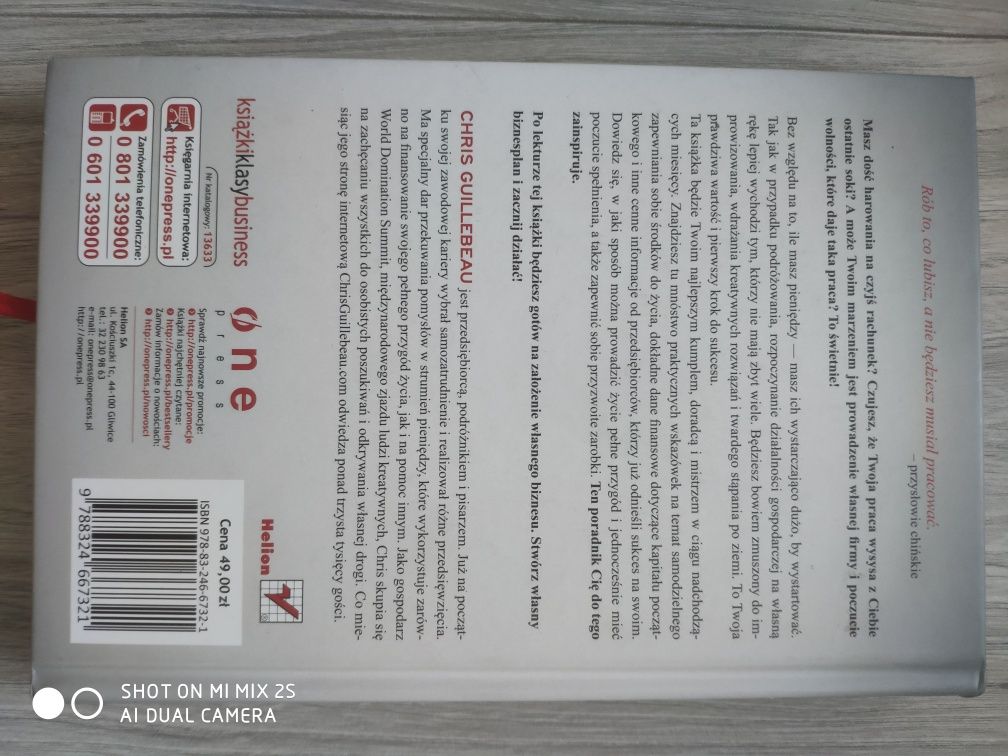 Rób to, co lubisz, a nie będziesz musiał pracować.
– przysłowie chińskie
Masz dość harowania na czyjś rachunek? Czujesz, że Twoja praca wysysa z Ciebie
ostatnie soki? A może Twoim marzeniem jest prowadzenie własnej firmy i poczucie
wolności, które daje taka praca? To świetnie!
Bez względu na to, ile masz pieniędzy — masz ich wystarczająco dużo, by wystartować.
Tak jak w przypadku podróżowania, rozpoczynanie działalności gospodarczej na własną
rękę lepiej wychodzi tym, którzy nie mają zbyt wiele. Będziesz bowiem zmuszony do im-
prowizowania, wdrażania kreatywnych rozwiązań i twardego stąpania po ziemi. To Twoja
prawdziwa wartość i pierwszy krok do sukcesu.
Ta książka będzie Twoim najlepszym kumplem, doradcą i mistrzem w ciągu nadchodzą-
cych miesięcy. Znajdziesz tu mnóstwo praktycznych wskazówek na temat samodzielnego
zapewniania sobie środków do życia, dokładne dane finansowe dotyczące kapitału począt-
kowego i inne cenne informacje od przedsiębiorców, którzy już odnieśli sukces na swoim.
Dowiedz się, w jaki sposób można prowadzić życie pełne przygód i jednocześnie mieć
poczucie spełnienia, a także zapewnić sobie przyzwoite zarobki. Ten poradnik Cię do tego
zainspiruje.
Po lekturze tej książki będziesz gotów na założenie własnego biznesu. Stwórz własny
biznesplan i zacznij działać!
CHRIS GUILLEBEAU jest przedsiębiorcą, podróżnikiem i pisarzem. Już na począt-
ku swojej zawodowej kariery wybrał samozatrudnienie i realizował różne przedsięwzięcia.
Ma specjalny dar przekuwania pomysłów w strumień pieniędzy, które wykorzystuje zarów-
no na finansowanie swojego pełnego przygód życia, jak i na pomoc innym. Jako gospodarz
World Domination Summit, międzynarodowego zjazdu ludzi kreatywnych, Chris skupia się
na zachęcaniu wszystkich do osobistych poszukiwań i odkrywania własnej drogi. Co mie-
siąc jego stronę internetową ChrisGuillebeau.com odwiedza ponad trzysta tysięcy gości.
książkiklasybusiness
Nr katalogowy: 13633
Księgarnia internetowa:
http://onepress.pl
Zamówienia telefoniczne:
0 801 339900
0 601 339900
one
press
Sprawdź najnowsze promocje:
http://onepress.pl/promocje
Książki najchętniej czytane:
http://onepress.pl/bestsellery
Zamów informacje o nowościach:
http://onepress.pl/nowosci
Helion SA
ul. Kościuszki 1c, 44-100 Gliwice
tel.: 32 230 98 63
e-mail: onepress@onepress.pl
http://onepress.pl
Helion
Cena 49,00 zł
ISBN 978-83-246-6732-1
9 788324 667321
SHOT ON MI MIX 2S
AI DUAL CAMERA